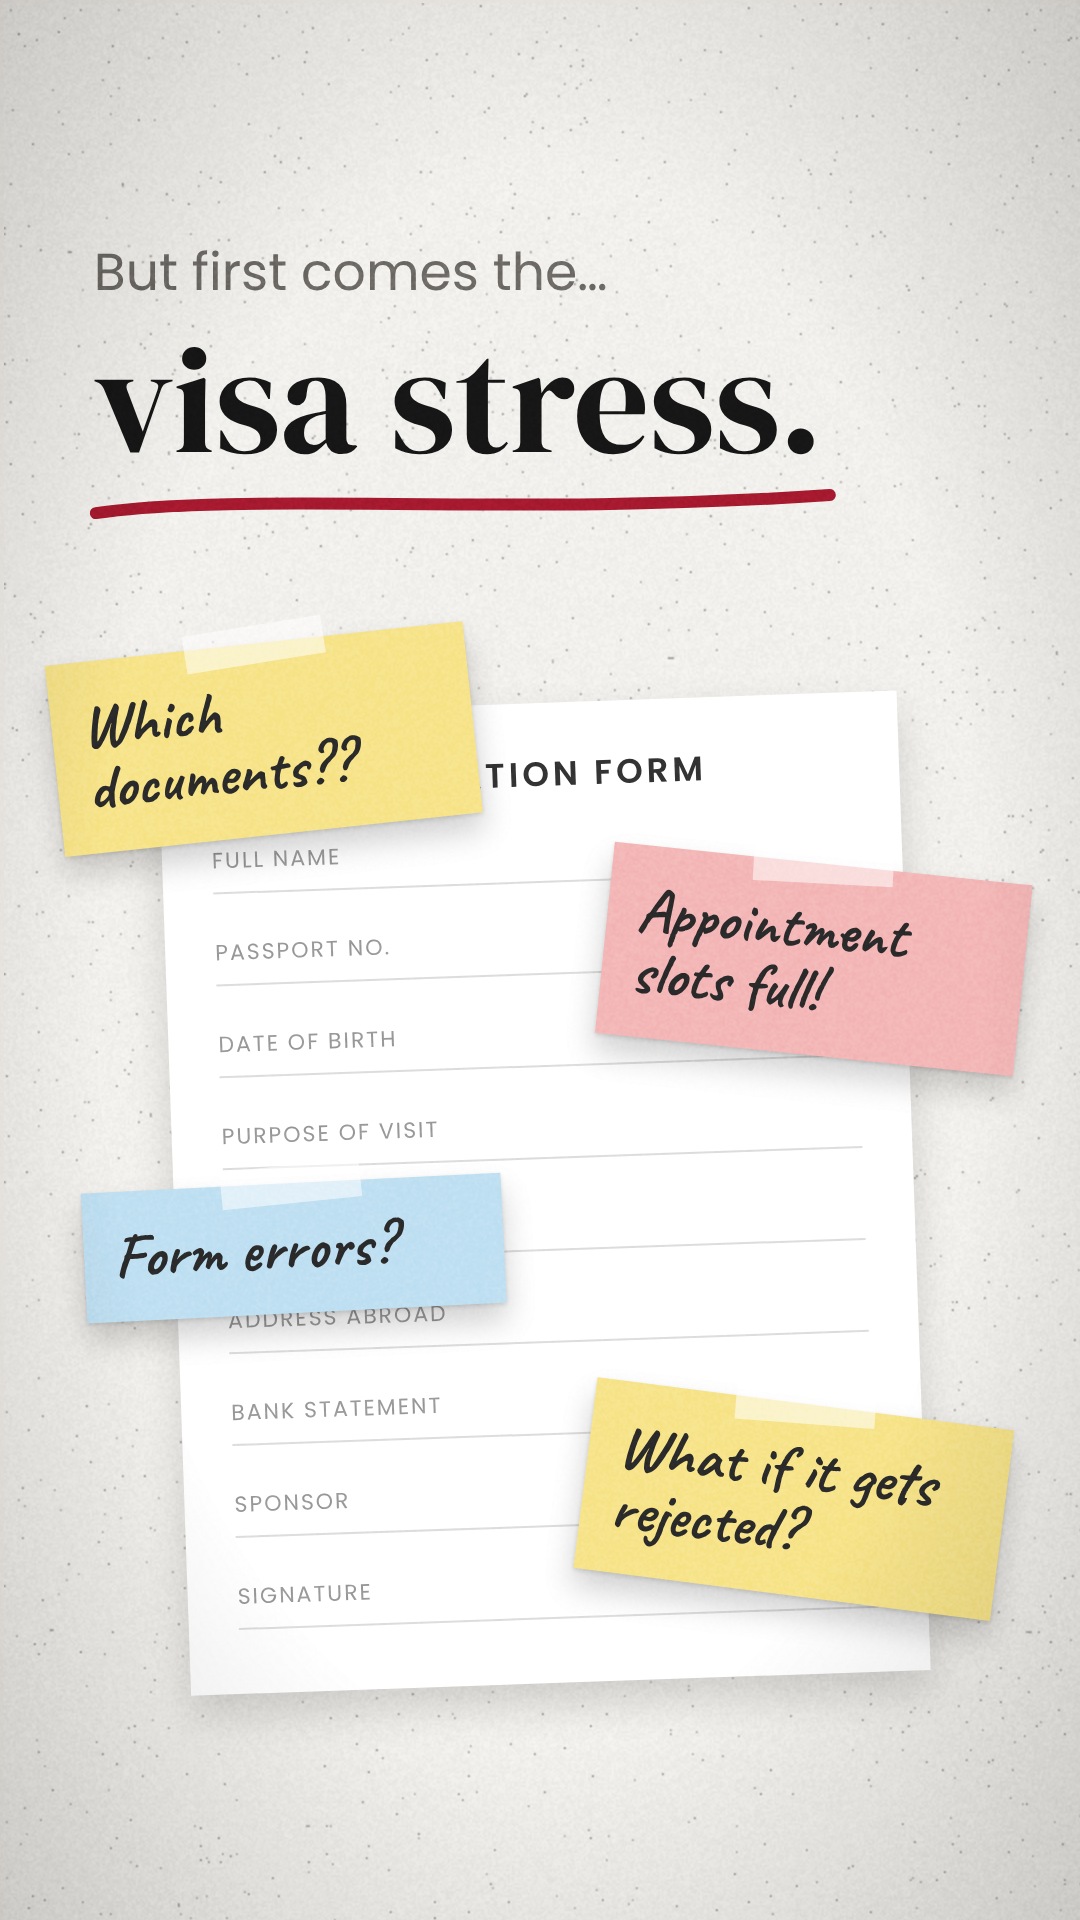 But first comes the...
visa stress.
Which
documents??
TION FORM
FULL NAME
Appointment
slots full!
PASSPORT NO.
DATE OF BIRTH
PURPOSE OF VISIT
Form errors?
ADDRESS ABROAD
BANK STATEMENT
What if it gets
rejected?
SPONSOR
SIGNATURE